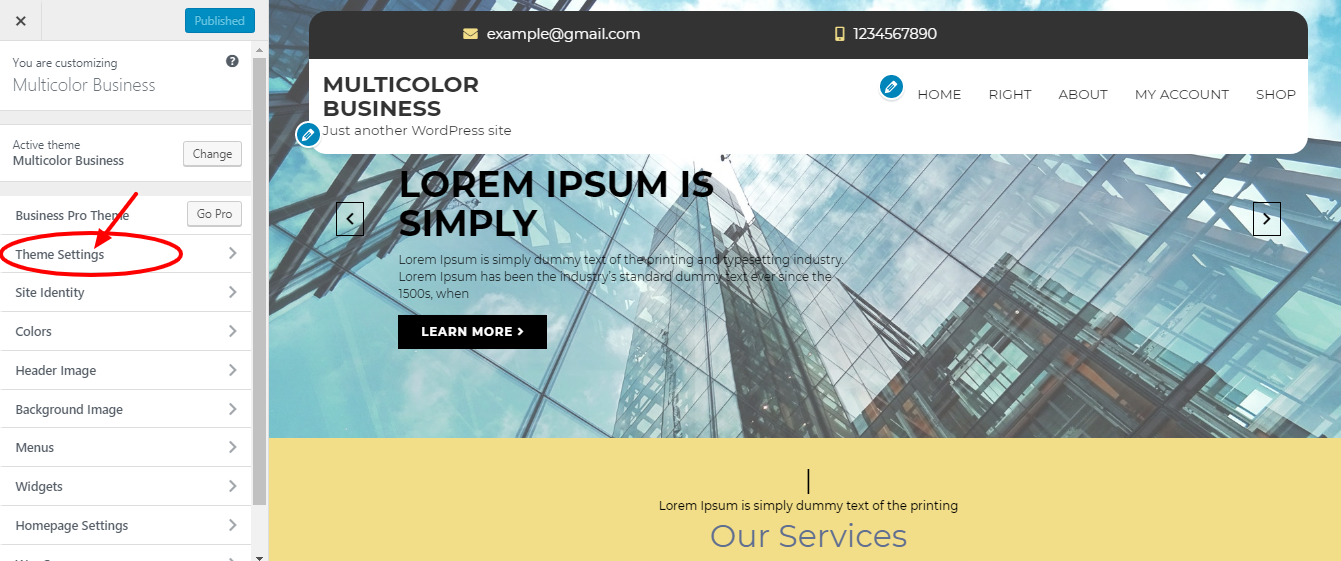 Published
You are customizing
Multicolor Business
Active theme
Multicolor Business
Change
Business Pro Theme
Go Pro
Theme Settings
Site Identity
Colors
Header Image
Background Image
Menus
Widgets
Homepage Settings
example@gmail.com
1234567890
MULTICOLOR
BUSINESS
Just another WordPress site
HOME RIGHT ABOUT MY ACCOUNT SHOP
LOREM IPSUM IS
SIMPLY
Lorem Ipsum is simply dummy text of the printing and typesetting industry.
Lorem Ipsum has been the industry's standard dummy text ever since the
1500s, when
LEARN MORE
Lorem Ipsum is simply dummy text of the printing
Our Services